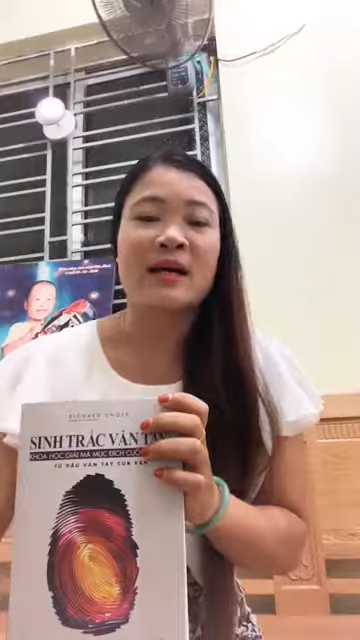 RICHARD UNGER
SINH TRẮC VÂN TAY
KHOA HỌC GIẢI MÃ MỤC ĐÍCH CUỘC
TỪ DẤU VÂN TAY CỦA BẠN